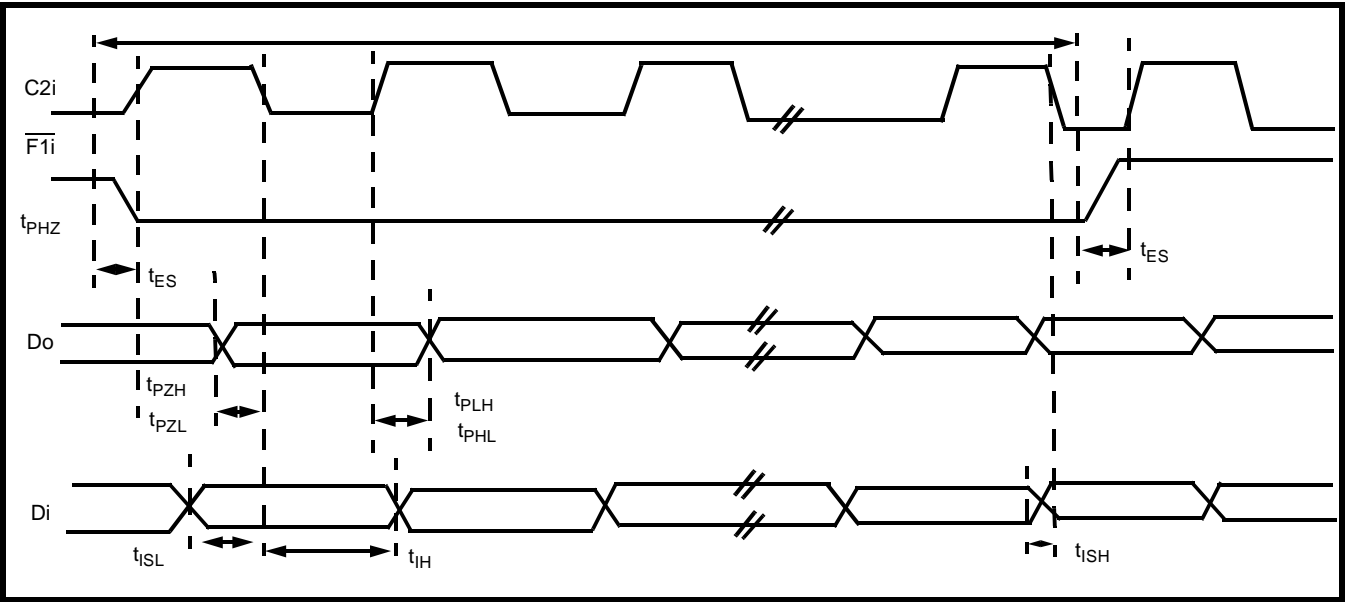 C2i
F1i
tPHZ
tES
tES
Do
tPZH
tPZL
tPLH
tPHL
Di
tISL
tIH
tISH